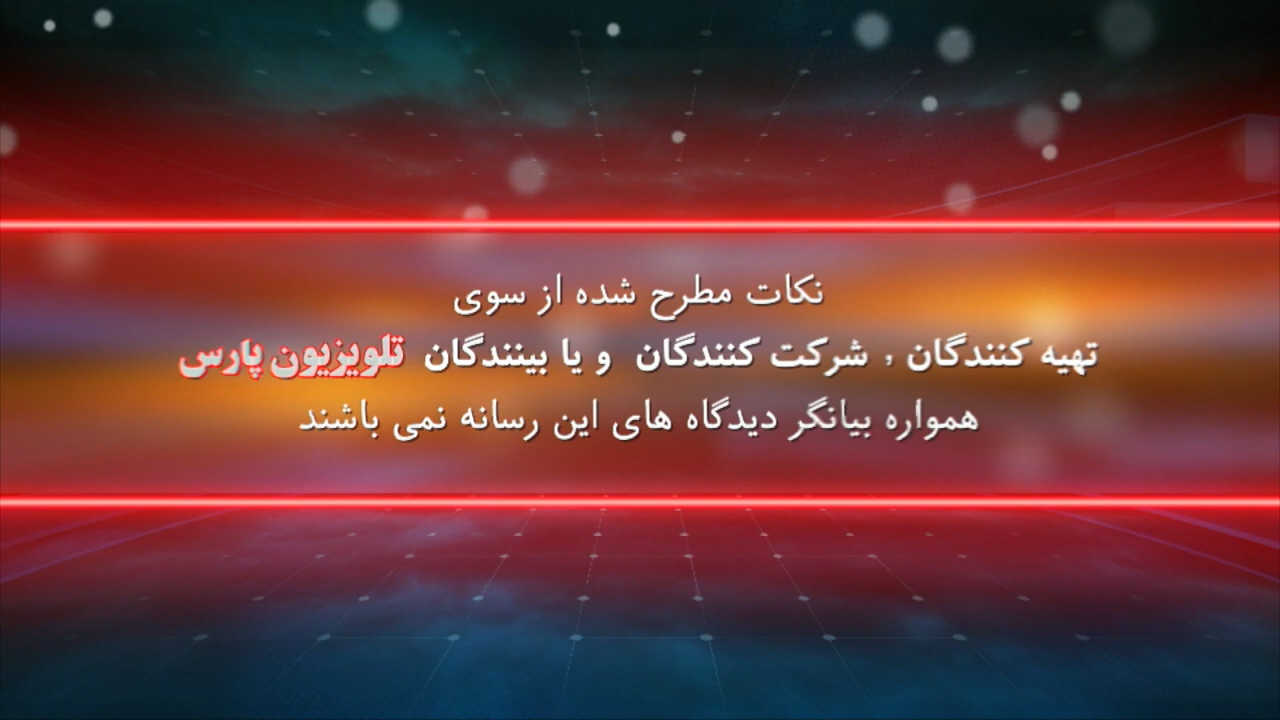 نکات مطرح شده از سوی
تهیه کنندگان , شرکت کنندگان و یا بینندگان تلویزیون پارس
همواره بیانگر دیدگاه های این رسانه نمی باشند